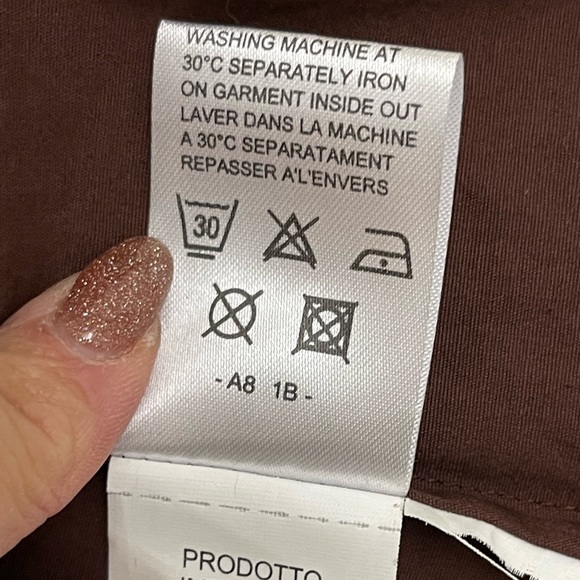 WASHING MACHINE AT
30°C SEPARATELY IRON
ON GARMENT INSIDE OUT
LAVER DANS LA MACHINE
A 30°C SEPARATAMENT
REPASSER A'L'ENVERS
30
- A8 1B -
PRODOTTO